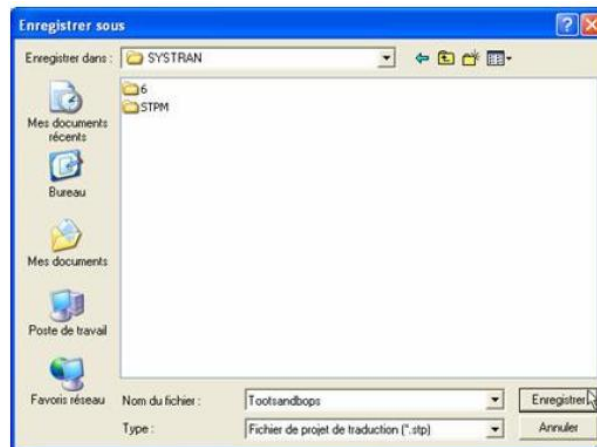 Enregistrer sous
Enregistrer dans :
SYSTRAN
6
STPM
Mes documents
récents
Bureau
Mes documents
Poste de travail
Favoris réseau
Nom du fichier :
Tootsandbops
Enregistrer
Type :
Fichier de projet de traduction (*.stp)
Annuler